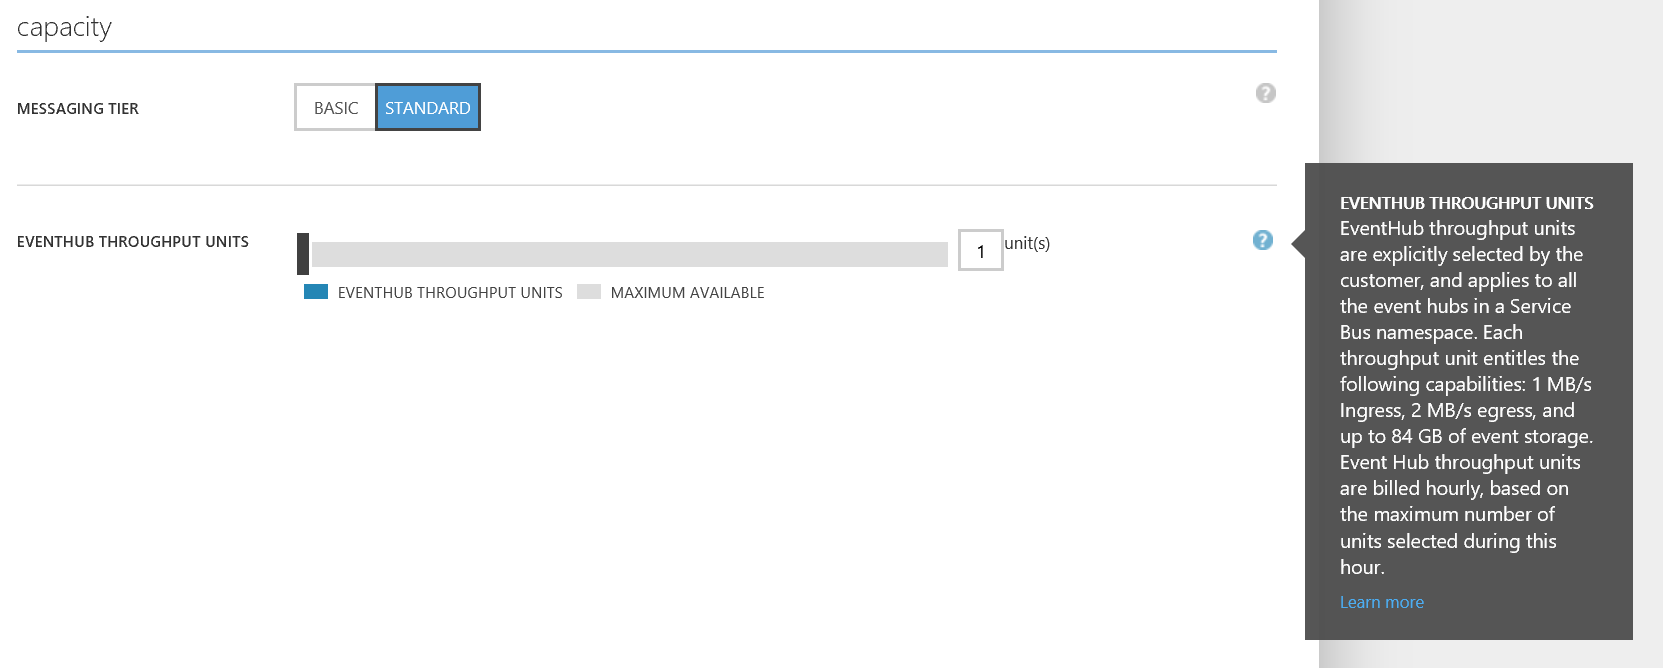 capacity
MESSAGING TIER
BASIC
STANDARD
?
EVENTHUB THROUGHPUT UNITS
1
unit(s)
?
EVENTHUB THROUGHPUT UNITS
MAXIMUM AVAILABLE
EVENTHUB THROUGHPUT UNITS
EventHub throughput units
are explicitly selected by the
customer, and applies to all
the event hubs in a Service
Bus namespace. Each
throughput unit entitles the
following capabilities: 1 MB/s
Ingress, 2 MB/s egress, and
up to 84 GB of event storage.
Event Hub throughput units
are billed hourly, based on
the maximum number of
units selected during this
hour.
Learn more